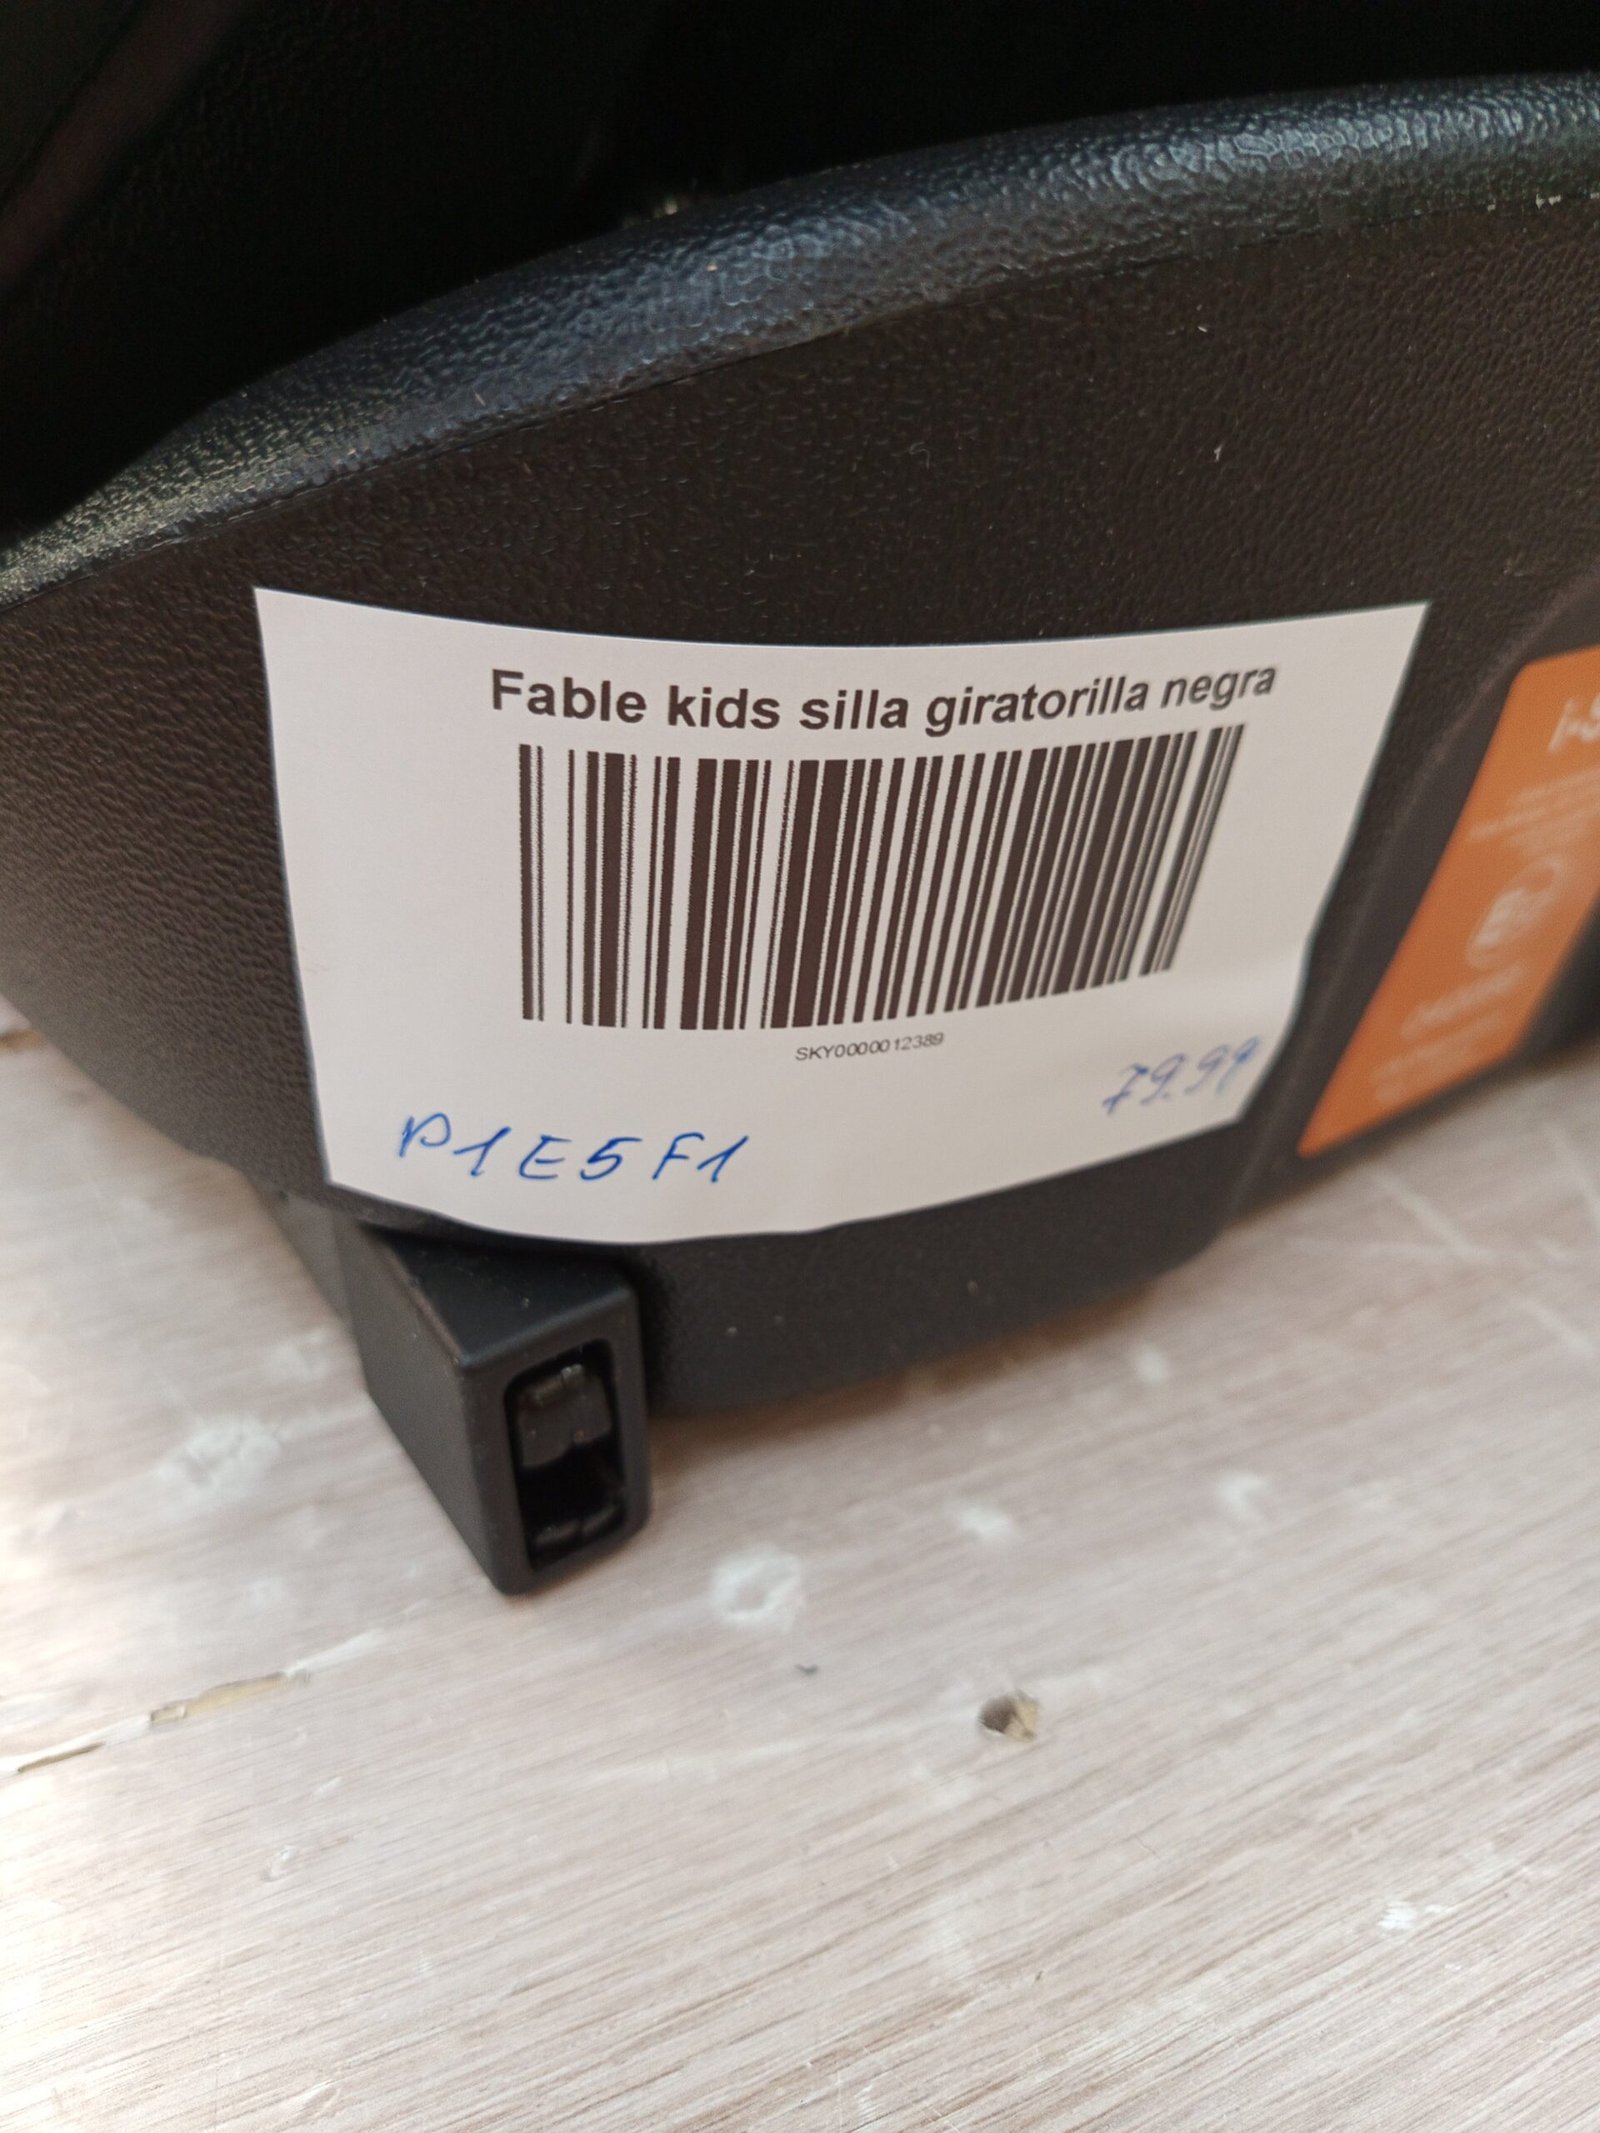 Fable kids silla giratorilla negra
SKY0000012389
79.99
P1E5F1